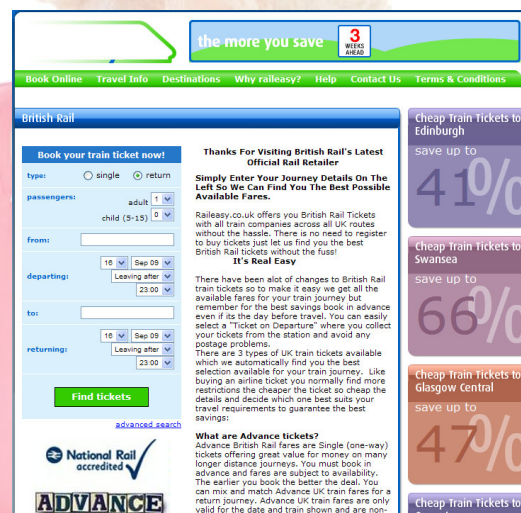 the more you save
3
WEEKS
AHEAD
Book Online Travel Info Destinations Why raileasy? Help Contact Us Terms & Conditions
British Rail
Book your train ticket now!
type: single return
passengers: adult 1
child (5-15) 0
from:
departing: 16 Sep 09
Leaving after
23:00
to:
returning: 16 Sep 09
Leaving after
23:00
Find tickets
advanced search
National Rail
accredited
ADVANCE
Thanks For Visiting British Rail's Latest
Official Rail Retailer
Simply Enter Your Journey Details On The
Left So We Can Find You The Best Possible
Available Fares.
Raileasy.co.uk offers you British Rail Tickets
with all train companies across all UK routes
without the hassle. There is no need to register
to buy tickets just let us find you the best
British Rail tickets without the fuss!
It's Real Easy
There have been alot of changes to British Rail
train tickets so to make it easy we get all the
available fares for your train journey but
remember for the best savings book in advance
even if its the day before travel. You can easily
select a "Ticket on Departure" where you collect
your tickets from the station and avoid any
postage problems.
There are 3 types of UK train tickets available
which we automatically find you the best
selection available for your train journey. Like
buying an airline ticket you normally find more
restrictions the cheaper the ticket so cheap the
details and decide which one best suits your
travel requirements to guarantee the best
savings:
What are Advance tickets?
Advance British Rail fares are Single (one-way)
tickets offering great value for money on many
longer distance journeys. You must book in
advance and fares are subject to availability.
The earlier you book the better the deal. You
can mix and match Advance UK train fares for a
return journey. Advance UK train fares are only
valid for the date and train shown and are non-
Cheap Train Tickets to
Edinburgh
save up to
41%
Cheap Train Tickets to
Swansea
save up to
66%
Cheap Train Tickets to
Glasgow Central
save up to
47%
Cheap Train Tickets to